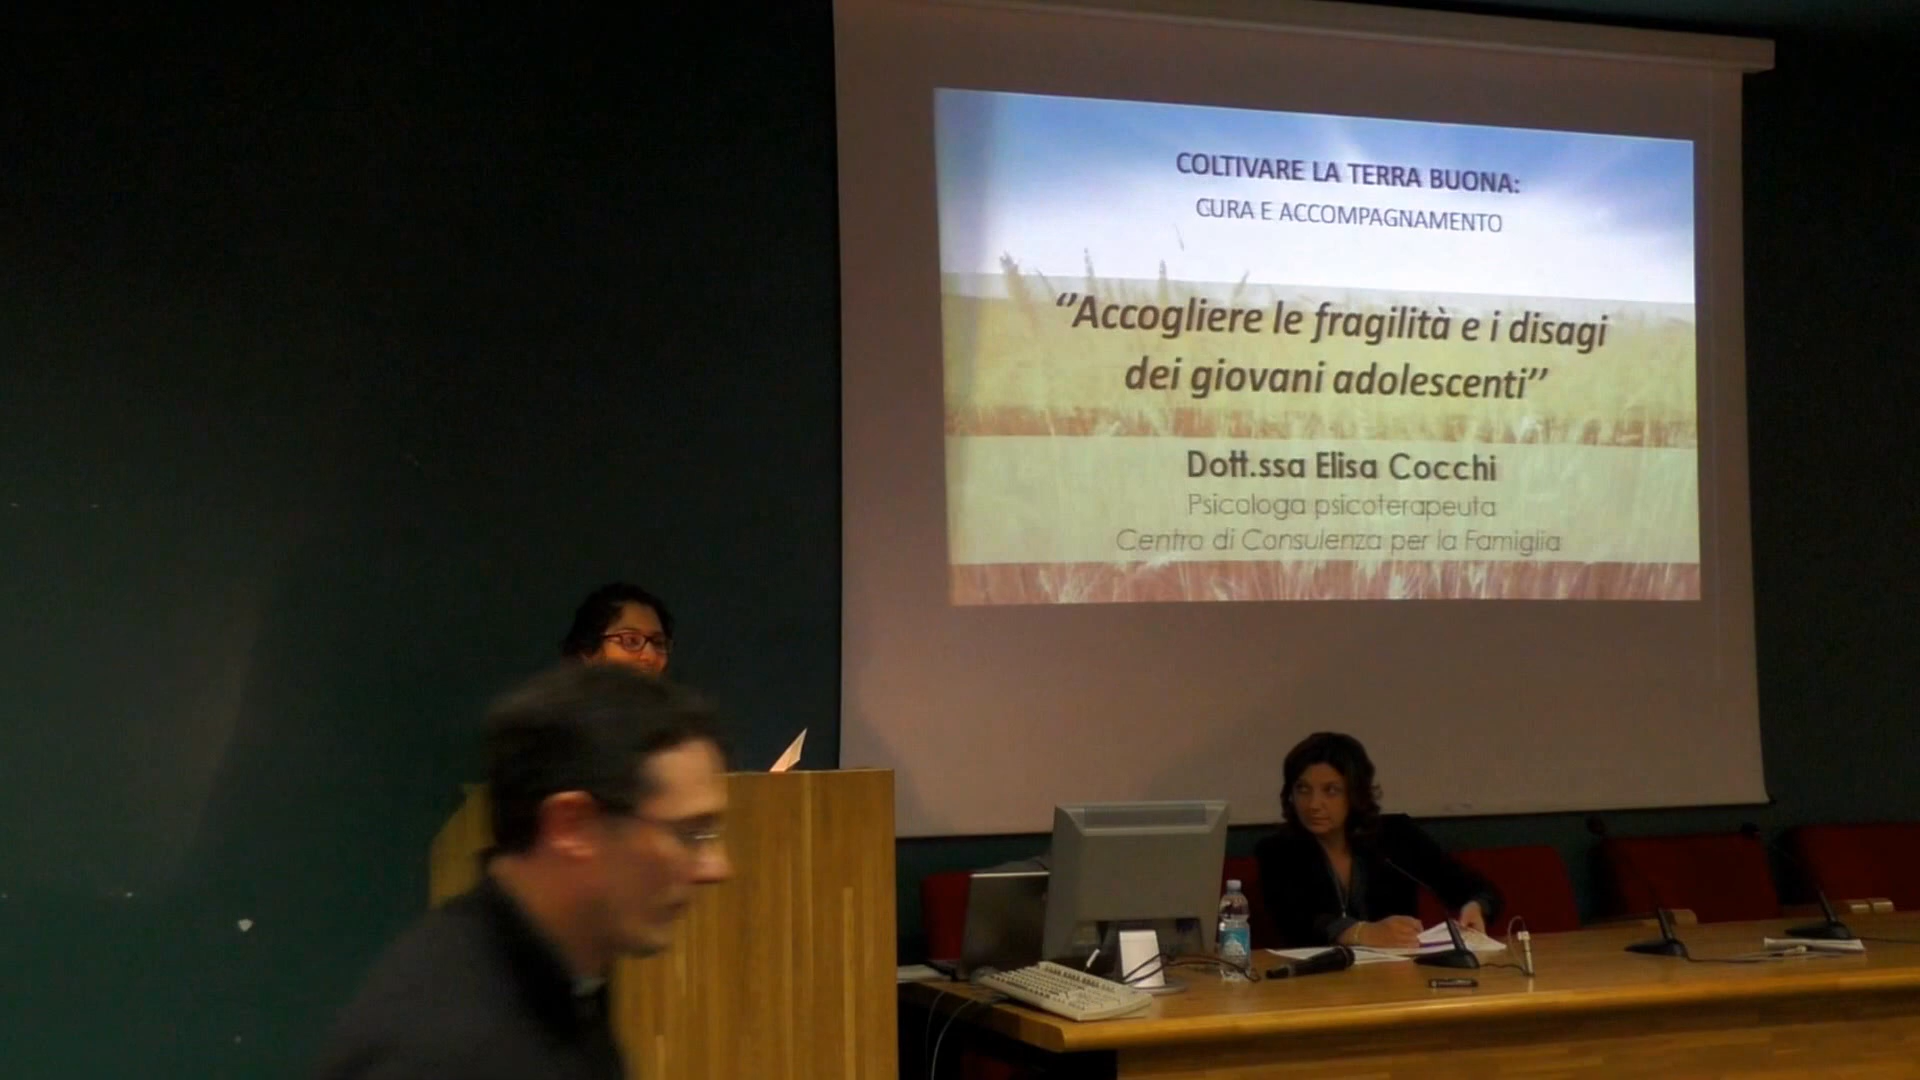 COLTIVARE LA TERRA BUONA:
CURA E ACCOMPAGNAMENTO
‘’Accogliere le fragilità e i disagi
dei giovani adolescenti’’
Dott.ssa Elisa Cocchi
Psicologa psicoterapeuta
Centro di Consulenza per la Famiglia